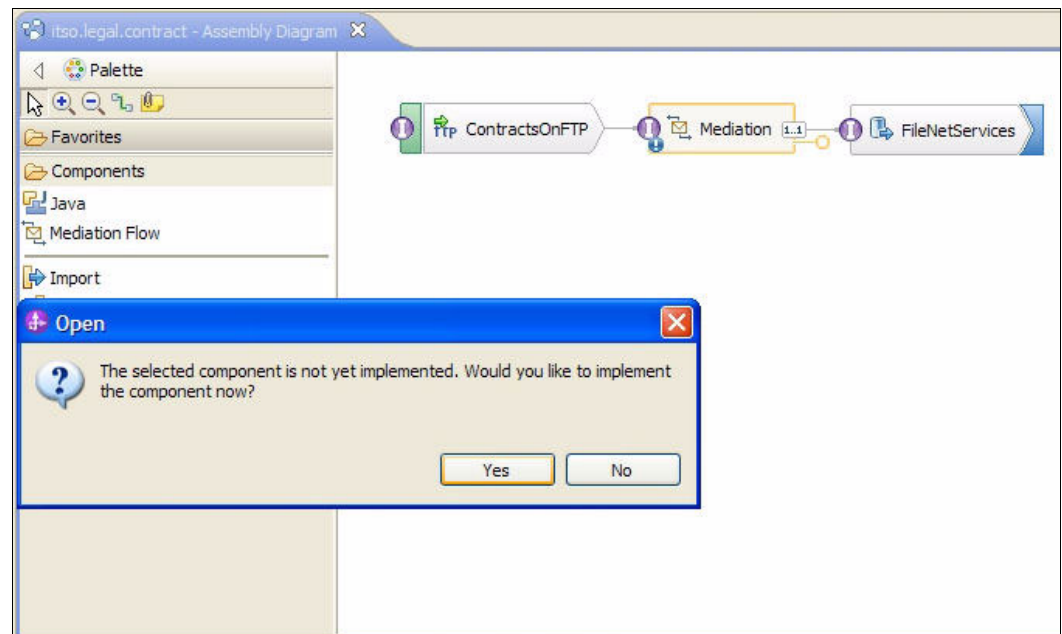 itso.legal.contract - Assembly Diagram
Palette
Favorites
Components
Java
Mediation Flow
Import
FTP ContractsOnFTP
Mediation 1..1
FileNetServices
Open
The selected component is not yet implemented. Would you like to implement
the component now?
Yes No